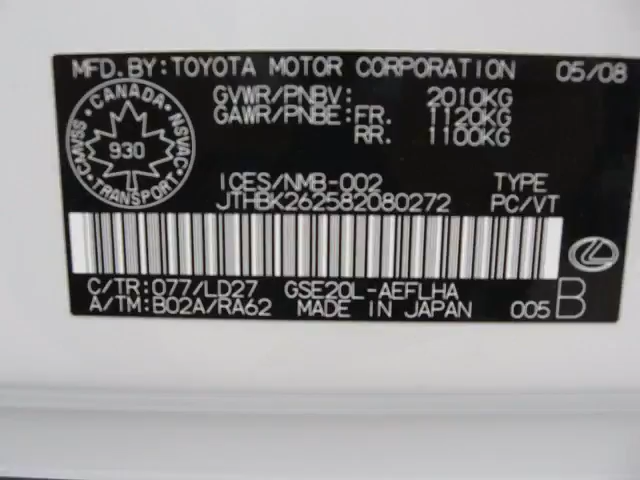 MFD. BY: TOYOTA MOTOR CORPORATION 05/08
GVWR/PNBV: 2010KG
GAWR/PNBE: FR. 1120KG
RR. 1100KG
CANADA
CMVSS NSVAC
930
TRANSPORT
ICES/NMB-002 TYPE
JTHBK262582080272 PC/VT
C/TR: 077/LD27 GSE20L-AEFLHA
A/TM: B02A/RA62 MADE IN JAPAN 005 B